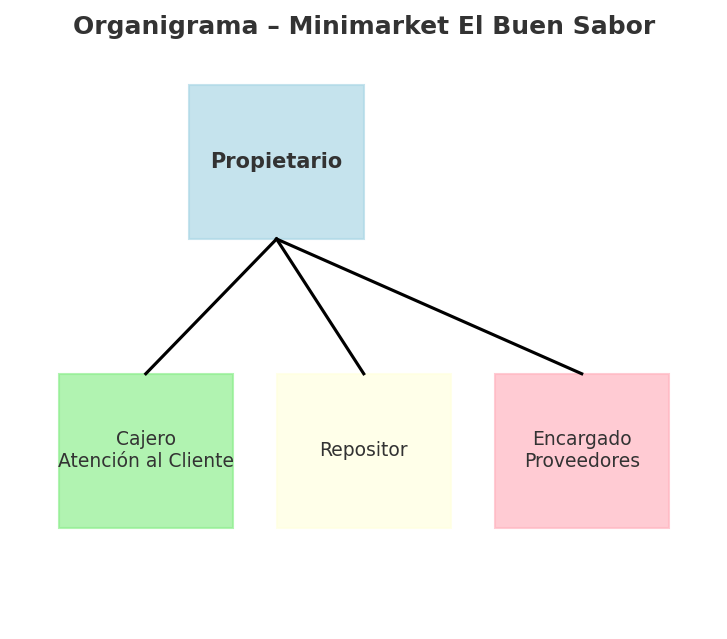 Organigrama – Minimarket El Buen Sabor
Propietario
Cajero
Atención al Cliente
Repositor
Encargado
Proveedores